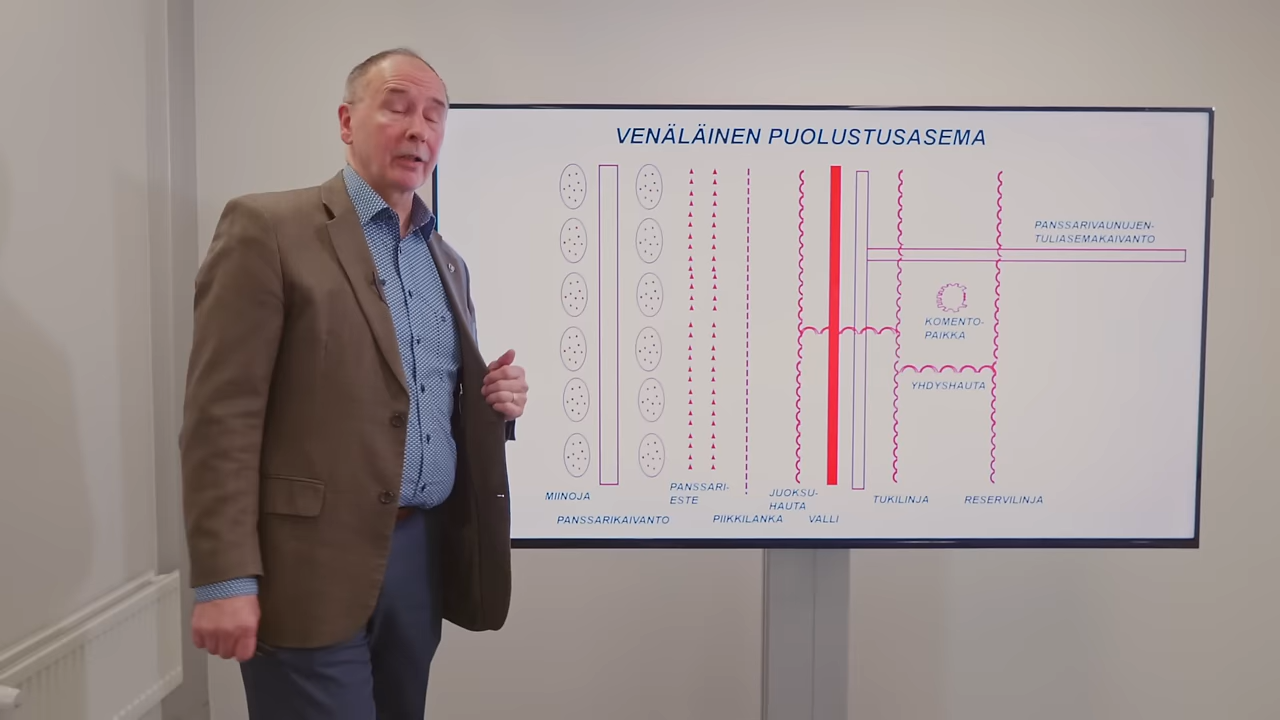 VENÄLÄINEN PUOLUSTUSASEMA
PANSSARIVAUNUJEN-
TULIASEMAKAIVANTO
KOMENTO-
PAIKKA
YHDYSHAUTA
MIINOJA
PANSSARI-
ESTE
JUOKSU-
HAUTA
TUKILINJA
RESERVILINJA
PANSSARIKAIVANTO
PIIKKILANKA
VALLI